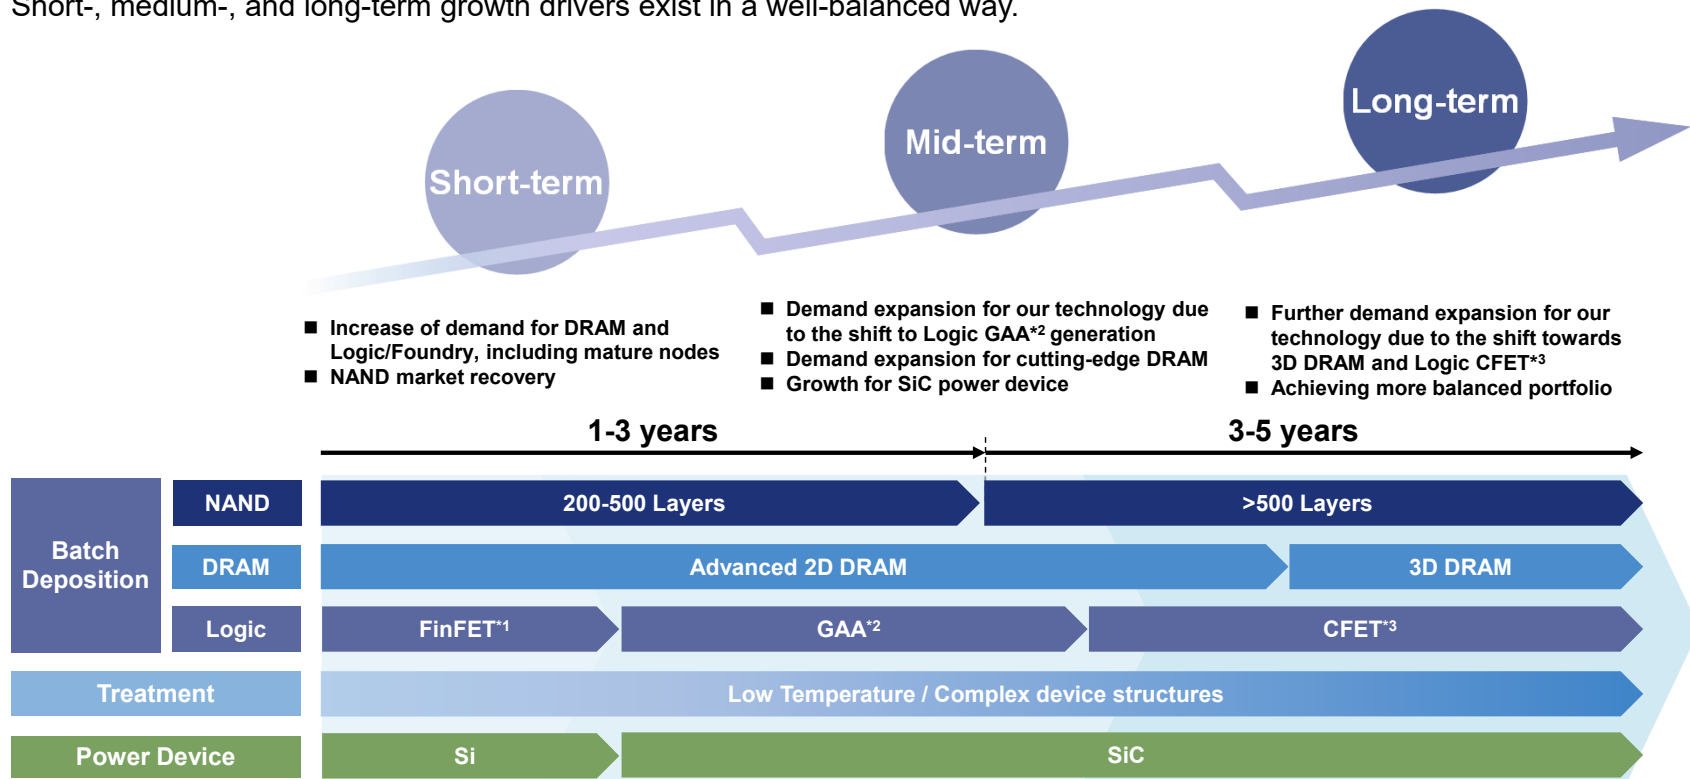 Short-, medium-, and long-term growth drivers exist in a well-balanced way.
Short-term
Mid-term
Long-term
■ Increase of demand for DRAM and
Logic/Foundry, including mature nodes
■ NAND market recovery
■ Demand expansion for our technology due
to the shift to Logic GAA*2 generation
■ Demand expansion for cutting-edge DRAM
■ Growth for SiC power device
■ Further demand expansion for our
technology due to the shift towards
3D DRAM and Logic CFET*3
■ Achieving more balanced portfolio
1-3 years
3-5 years
Batch
Deposition
NAND
200-500 Layers
>500 Layers
DRAM
Advanced 2D DRAM
3D DRAM
Logic
FinFET*1
GAA*2
CFET*3
Treatment
Low Temperature / Complex device structures
Power Device
Si
SiC